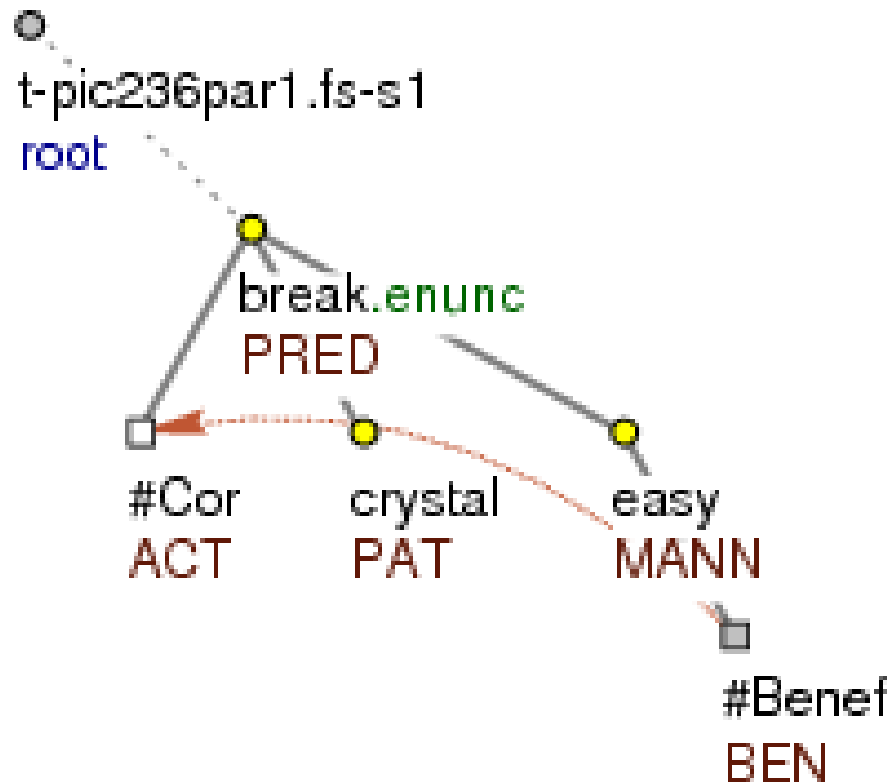 t-pic236par1.fs-s1
root
break.enunc
PRED
#Cor crystal easy
ACT PAT MANN
#Benef
BEN